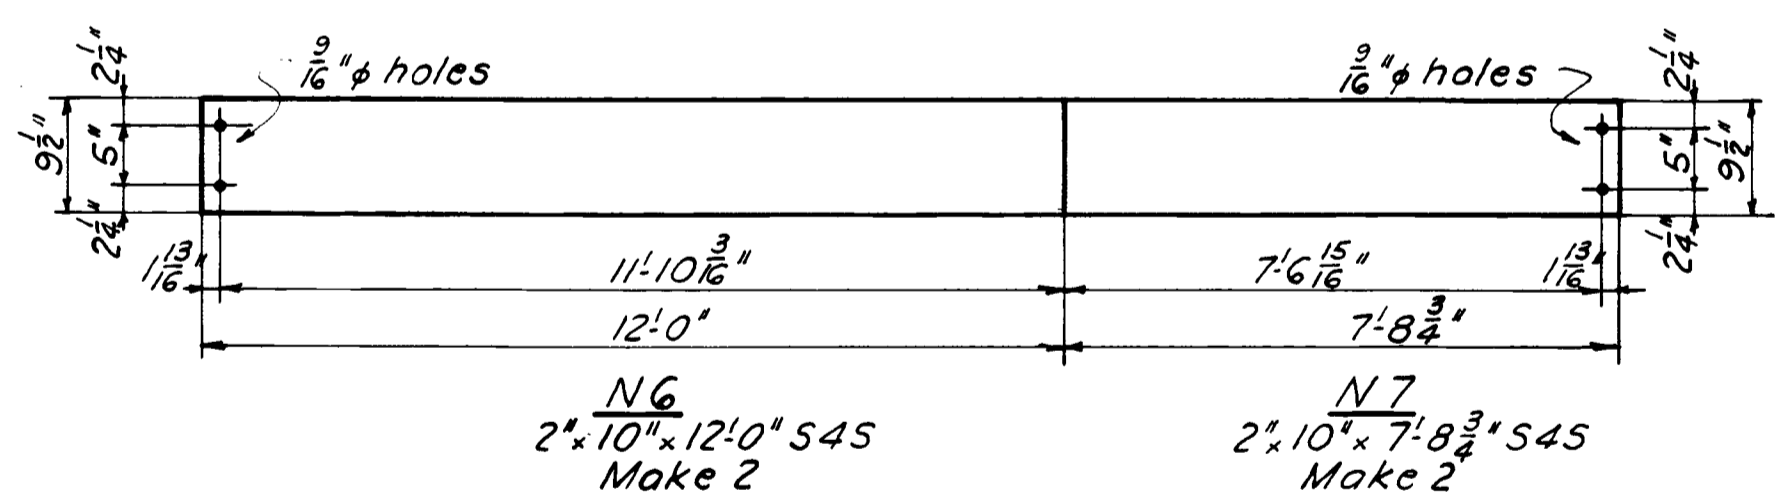 9/16"φ holes
9/16"φ holes
2 1/4"
5"
2 1/4"
9 1/2"
2 1/4"
5"
2 1/4"
9 1/2"
1 13/16"
11'-10 3/16"
7'-6 15/16"
1 13/16"
12'-0"
7'-8 3/4"
N6
2"x10"x12'-0" S4S
Make 2
N7
2"x10"x 7'-8 3/4" S4S
Make 2